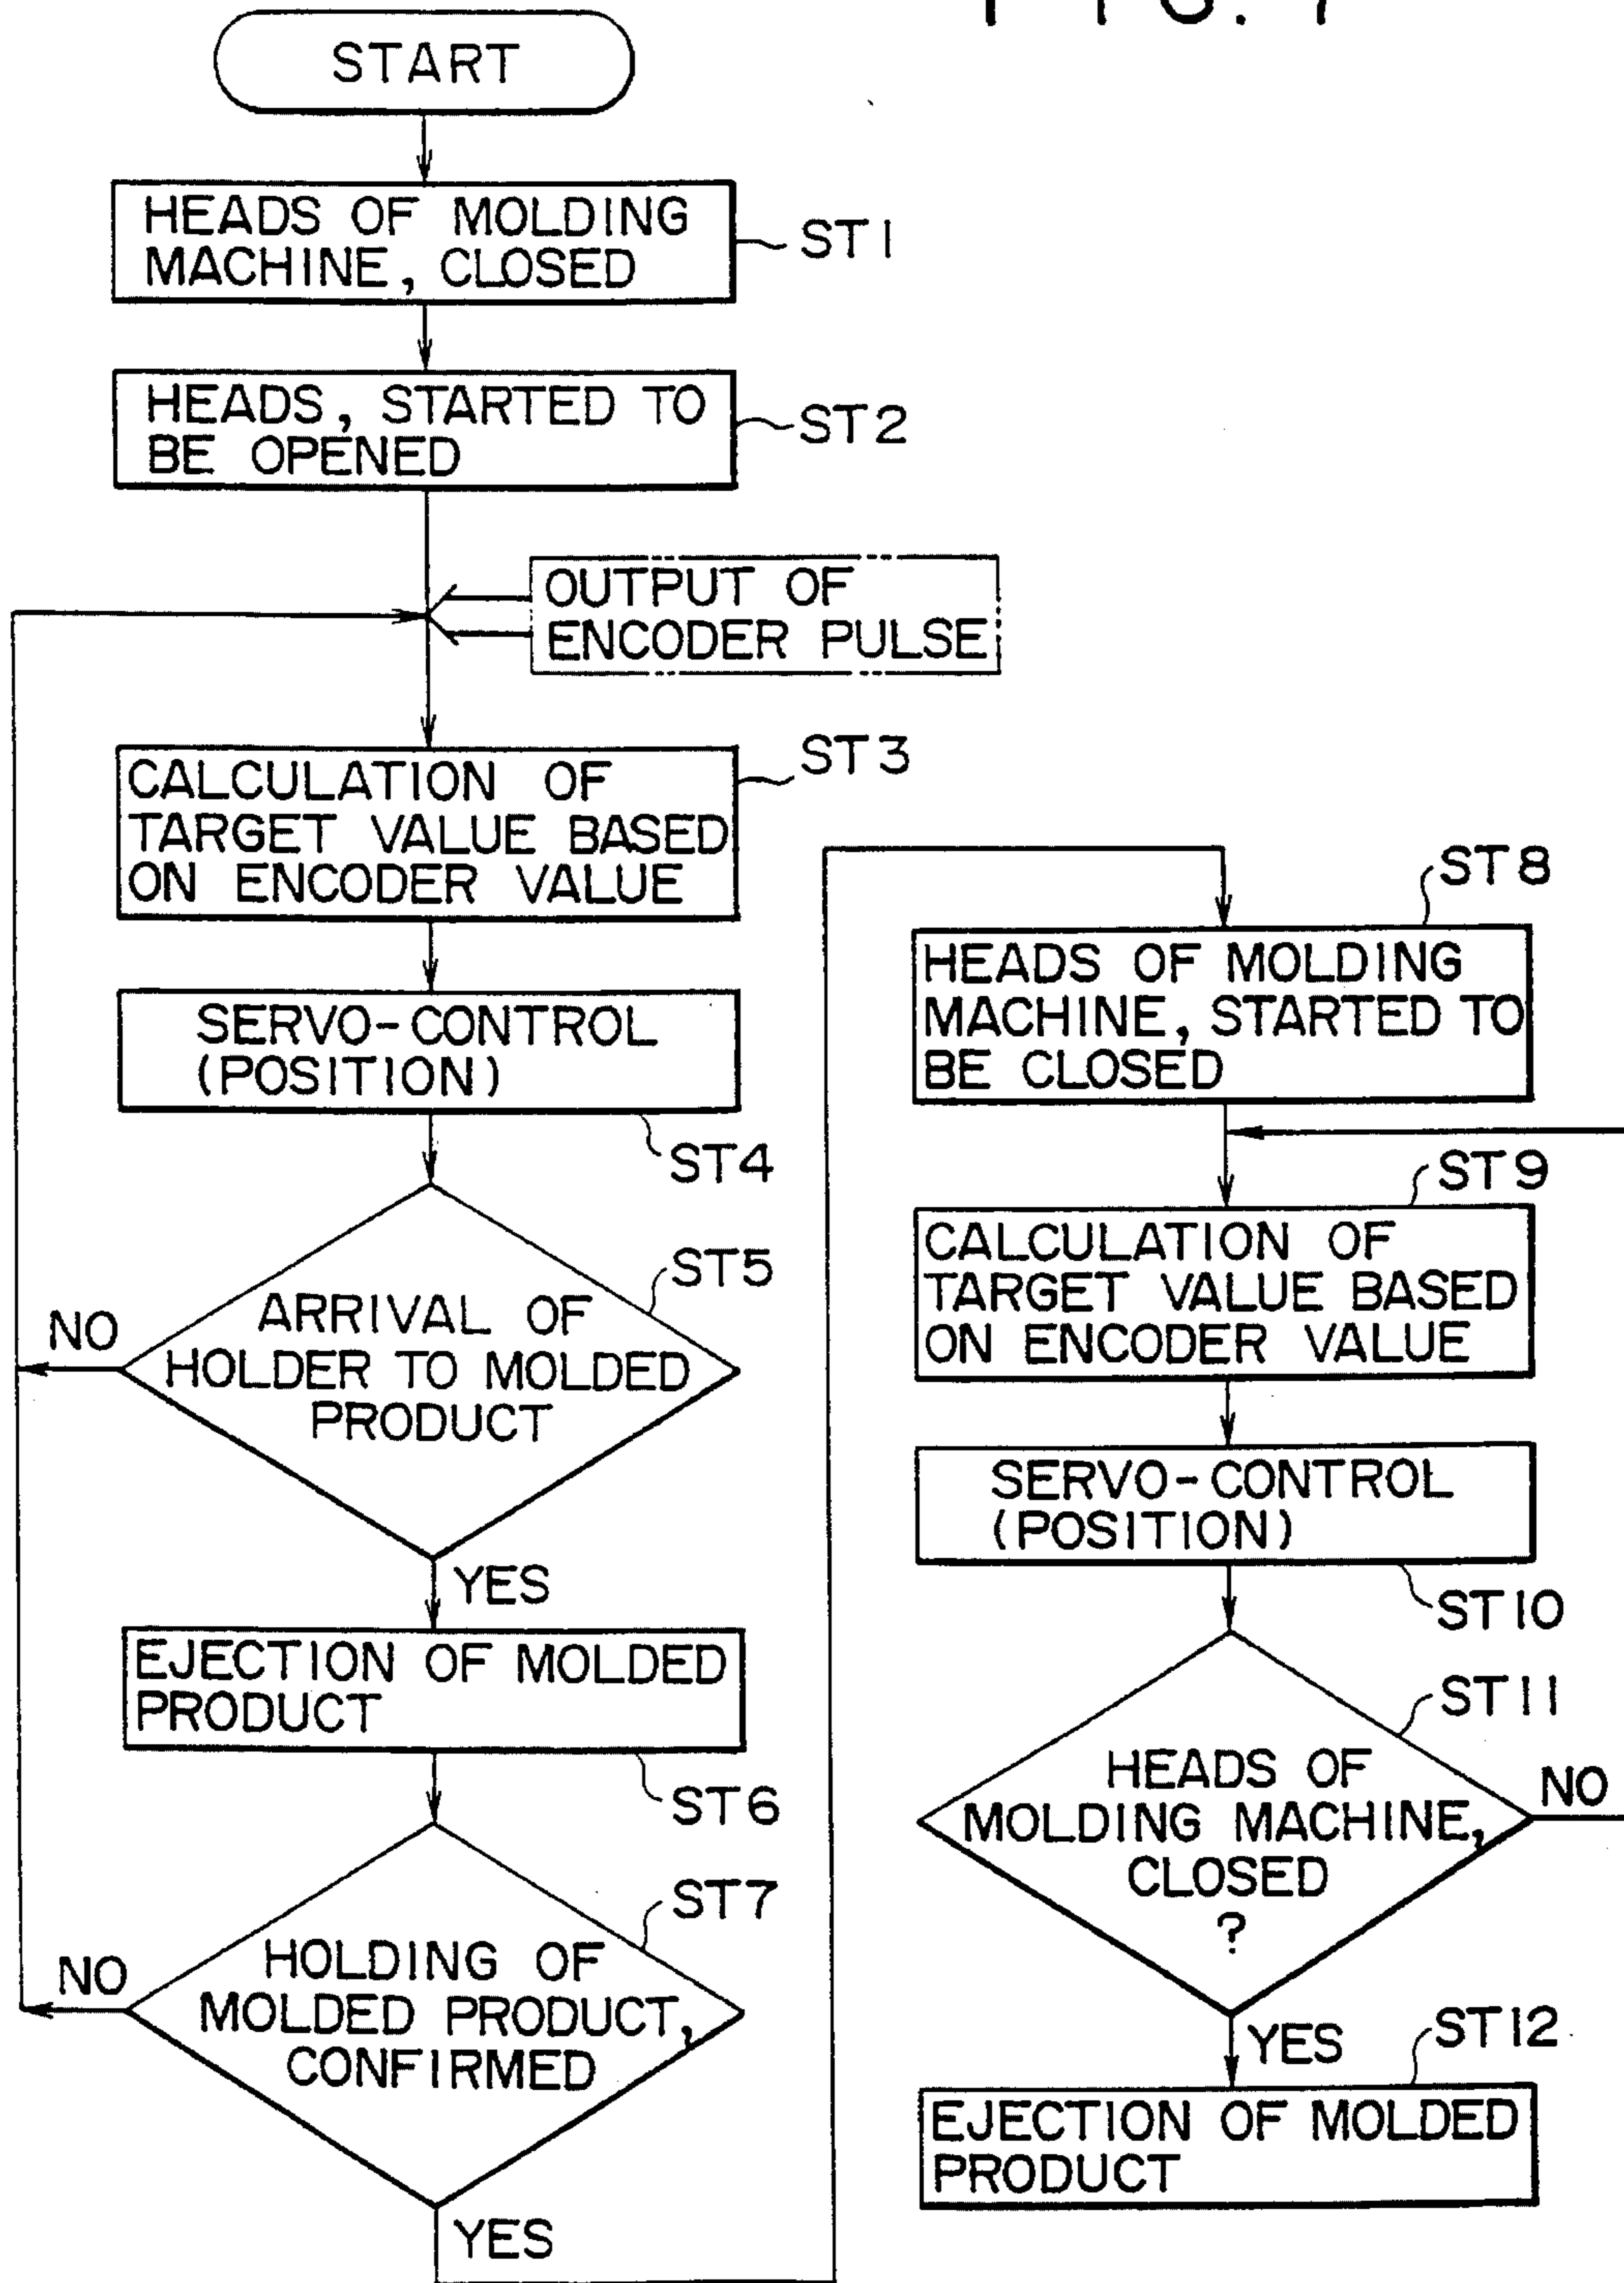 START
HEADS OF MOLDING
MACHINE, CLOSED
ST1
HEADS, STARTED TO
BE OPENED
ST2
OUTPUT OF
ENCODER PULSE
CALCULATION OF
TARGET VALUE BASED
ON ENCODER VALUE
ST3
SERVO-CONTROL
(POSITION)
ST4
ARRIVAL OF
HOLDER TO MOLDED
PRODUCT
ST5
NO
YES
EJECTION OF MOLDED
PRODUCT
ST6
HOLDING OF
MOLDED PRODUCT,
CONFIRMED
ST7
NO
YES
HEADS OF MOLDING
MACHINE, STARTED TO
BE CLOSED
ST8
CALCULATION OF
TARGET VALUE BASED
ON ENCODER VALUE
ST9
SERVO-CONTROL
(POSITION)
ST10
HEADS OF
MOLDING MACHINE,
CLOSED
?
ST11
NO
YES
EJECTION OF MOLDED
PRODUCT
ST12